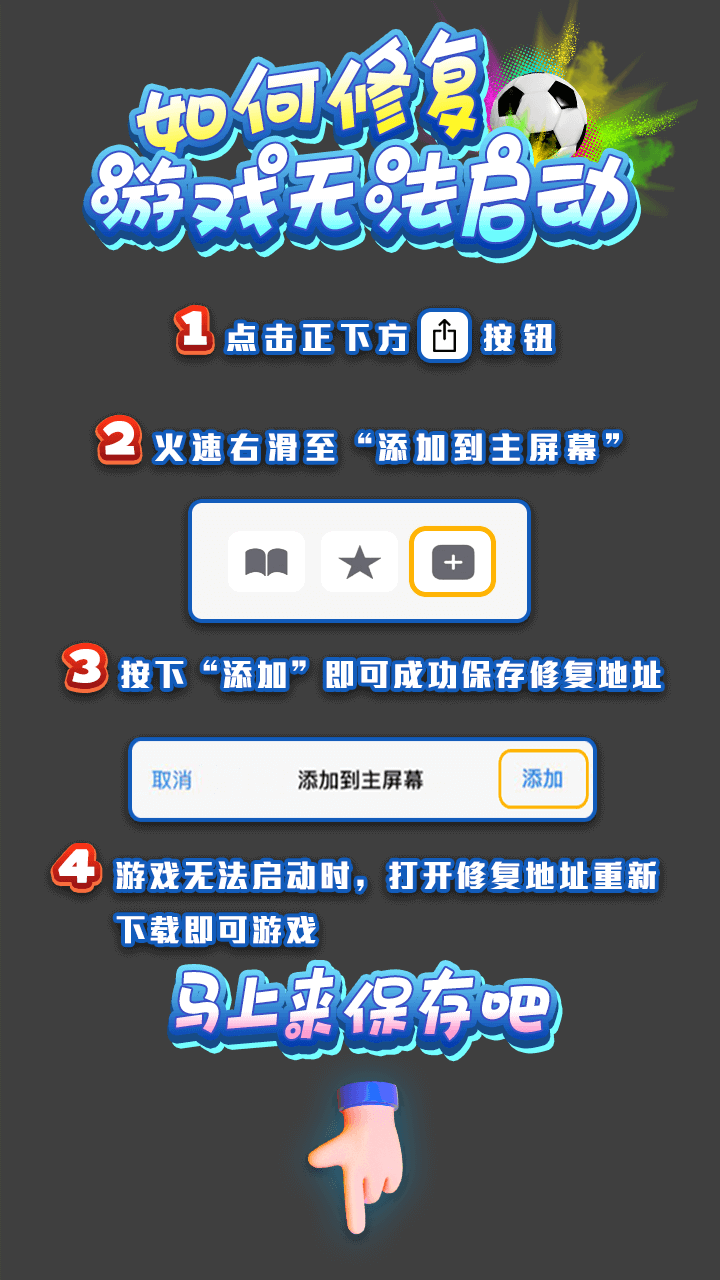 如何修复
游戏无法启动
1 点击正下方 按钮
2 火速右滑至“添加到主屏幕”
3 按下“添加”即可成功保存修复地址
取消 添加到主屏幕 添加
4 游戏无法启动时，打开修复地址重新
下载即可游戏
马上来保存吧